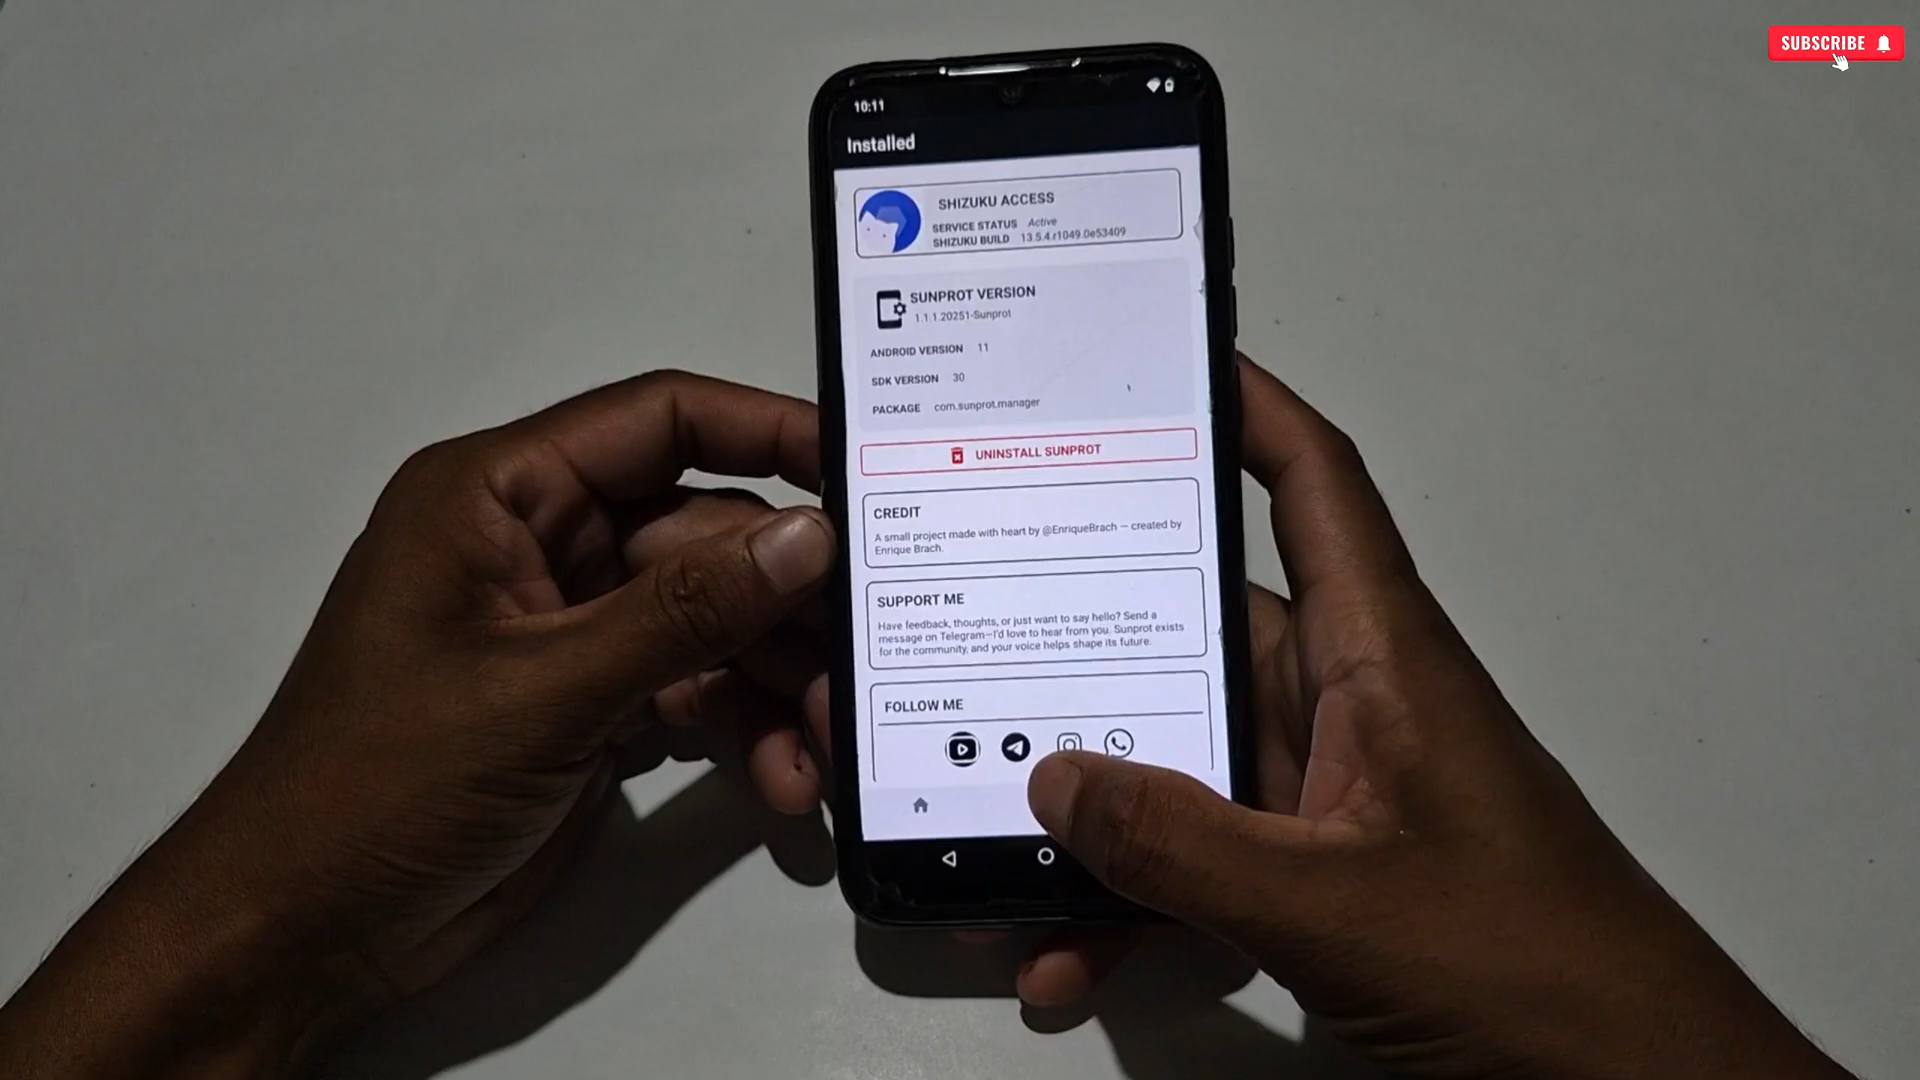 SUBSCRIBE
10:11
Installed
SHIZUKU ACCESS
SERVICE STATUS Active
SHIZUKU BUILD 13.5.4.r1049.0e53409
SUNPROT VERSION
1.1.1.20251-Sunprot
ANDROID VERSION 11
SDK VERSION 30
PACKAGE com.sunprot.manager
UNINSTALL SUNPROT
CREDIT
A small project made with heart by @EnriqueBrach — created by
Enrique Brach.
SUPPORT ME
Have feedback, thoughts, or just want to say hello? Send a
message on Telegram—I'd love to hear from you. Sunprot exists
for the community, and your voice helps shape its future.
FOLLOW ME